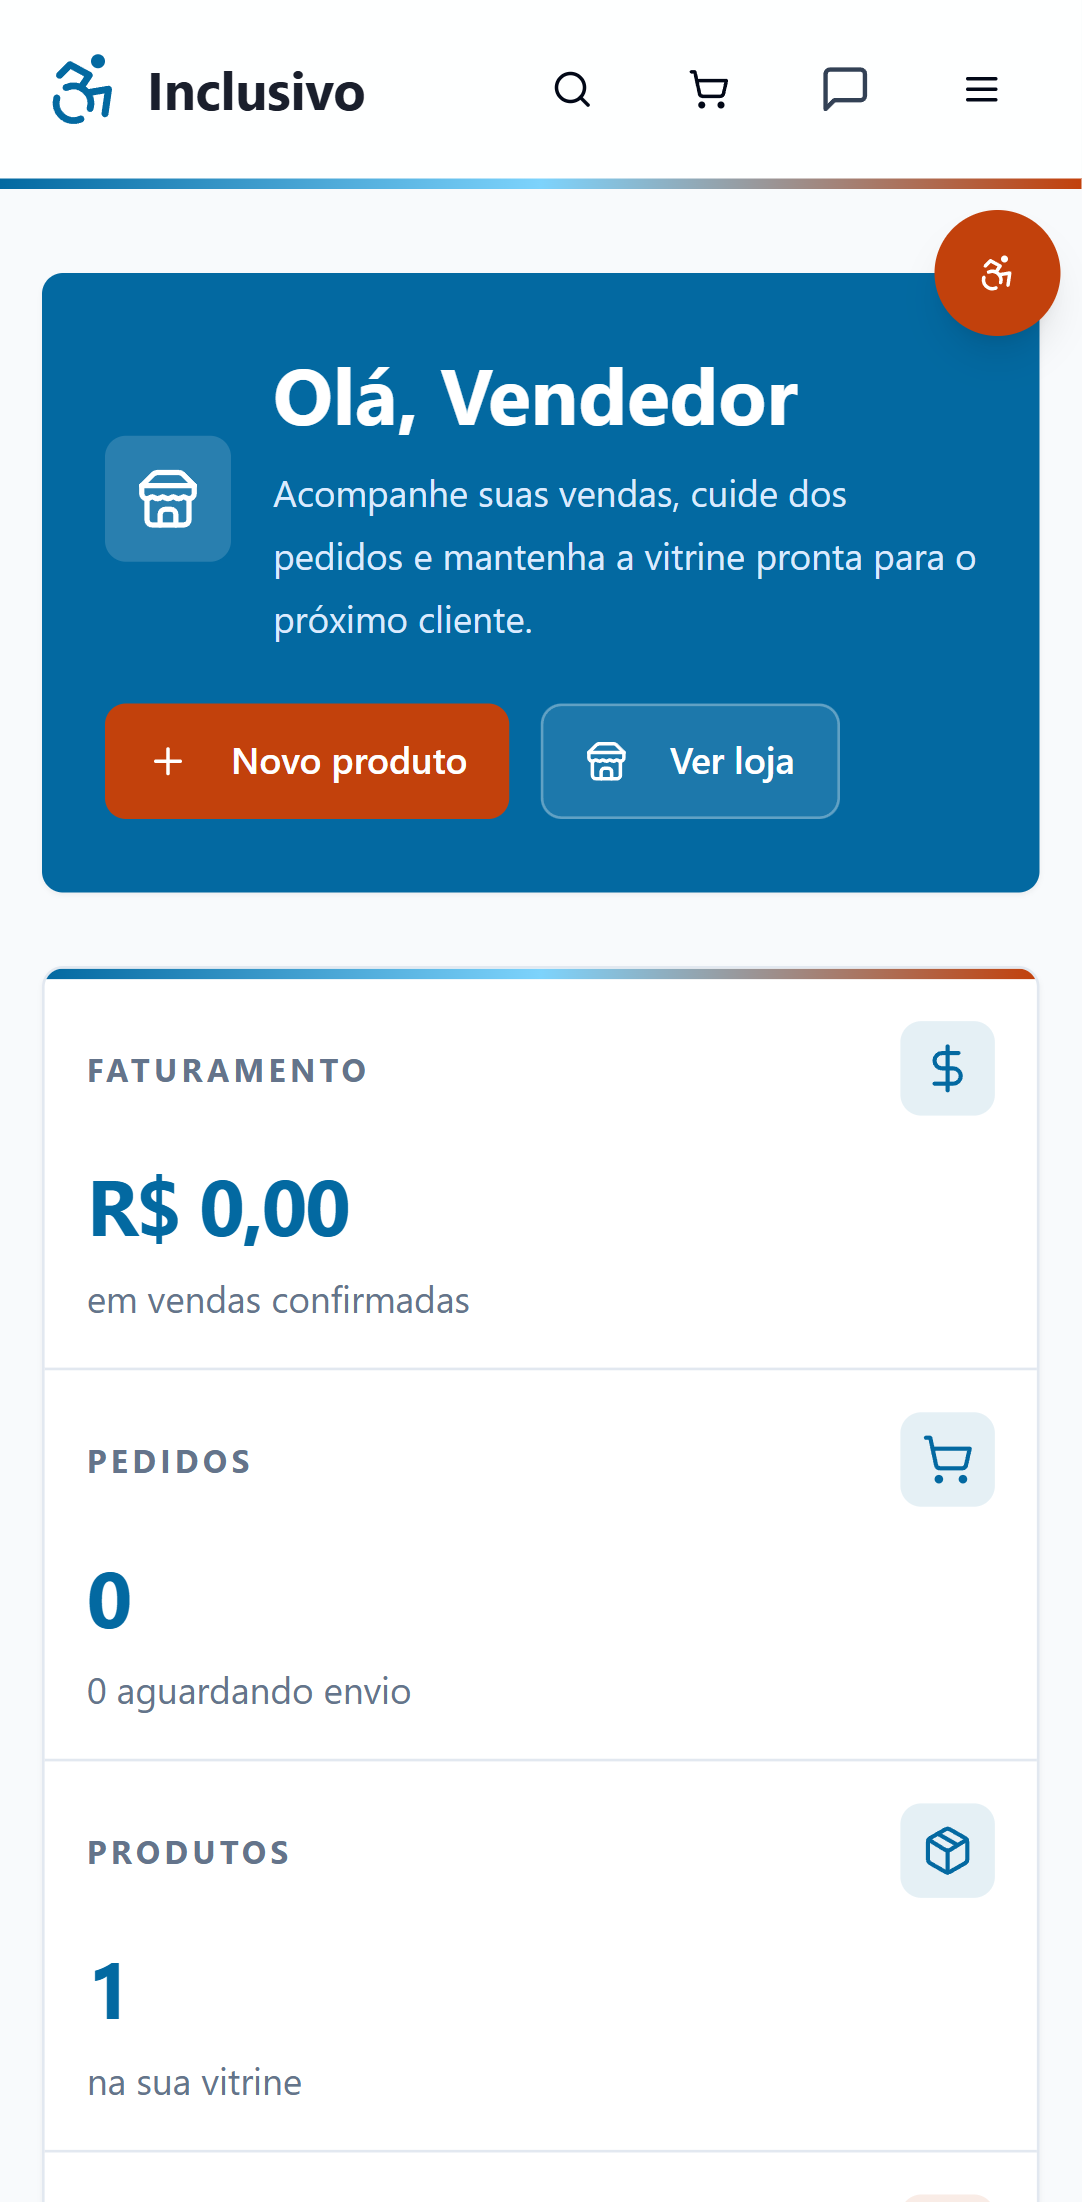 Inclusivo
Olá, Vendedor
Acompanhe suas vendas, cuide dos
pedidos e mantenha a vitrine pronta para o
próximo cliente.
Novo produto
Ver loja
FATURAMENTO
R$ 0,00
em vendas confirmadas
PEDIDOS
0
0 aguardando envio
PRODUTOS
1
na sua vitrine